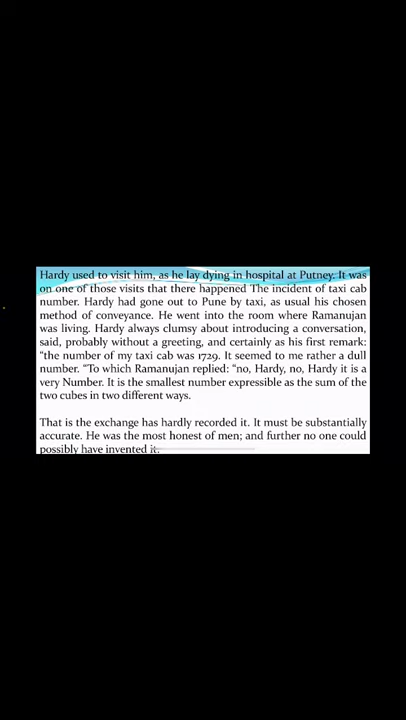 Hardy used to visit him, as he lay dying in hospital at Putney. It was
on one of those visits that there happened The incident of taxi cab
number. Hardy had gone out to Pune by taxi, as usual his chosen
method of conveyance. He went into the room where Ramanujan
was living. Hardy always clumsy about introducing a conversation,
said, probably without a greeting, and certainly as his first remark:
“the number of my taxi cab was 1729. It seemed to me rather a dull
number. “To which Ramanujan replied: “no, Hardy, no, Hardy it is a
very Number. It is the smallest number expressible as the sum of the
two cubes in two different ways.
That is the exchange has hardly recorded it. It must be substantially
accurate. He was the most honest of men; and further no one could
possibly have invented it.